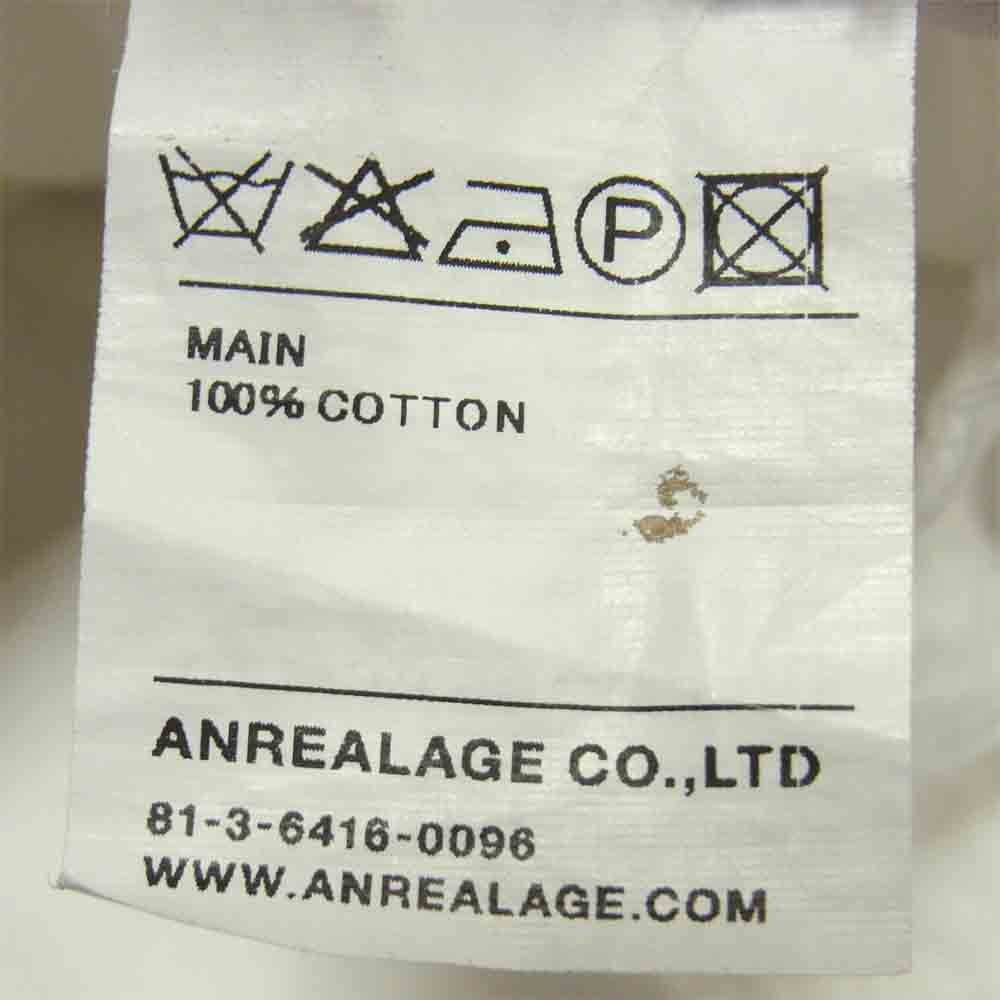 P
MAIN
100% COTTON
ANREALAGE CO.,LTD
81-3-6416-0096
WWW.ANREALAGE.COM